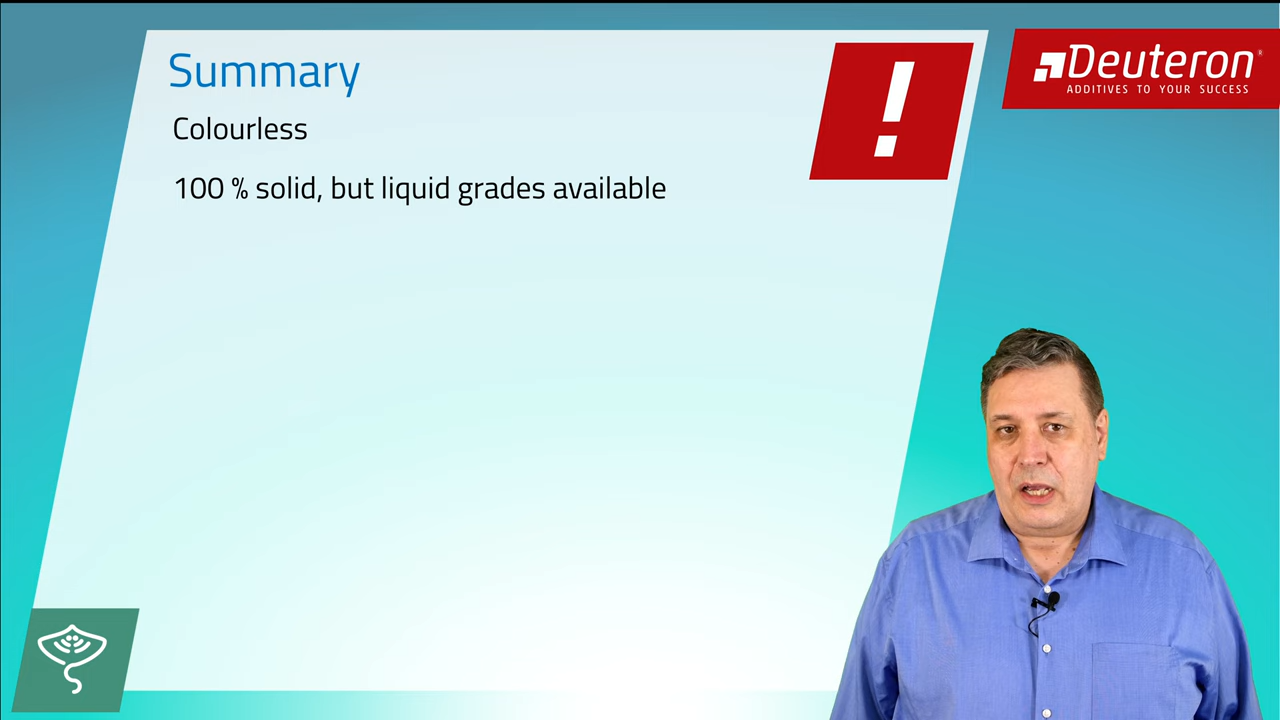 Summary
Colourless
100 % solid, but liquid grades available
!
Deuteron®
ADDITIVES TO YOUR SUCCESS